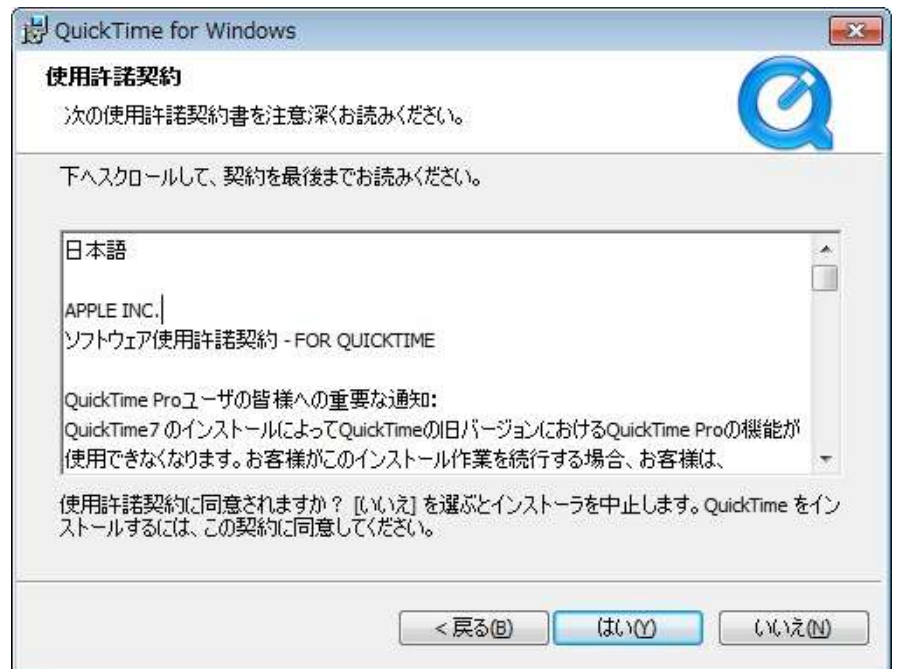 QuickTime for Windows
使用許諾契約
次の使用許諾契約書を注意深くお読みください。
下へスクロールして、契約を最後までお読みください。
日本語
APPLE INC.
ソフトウェア使用許諾契約 - FOR QUICKTIME
QuickTime Proユーザの皆様への重要な通知:
QuickTime7 のインストールによってQuickTimeの旧バージョンにおけるQuickTime Proの機能が
使用できなくなります。お客様がこのインストール作業を続行する場合、お客様は、
使用許諾契約に同意されますか? [いいえ] を選ぶとインストーラを中止します。QuickTime をイン
ストールするには、この契約に同意してください。
< 戻る(B) はい(Y) いいえ(N)